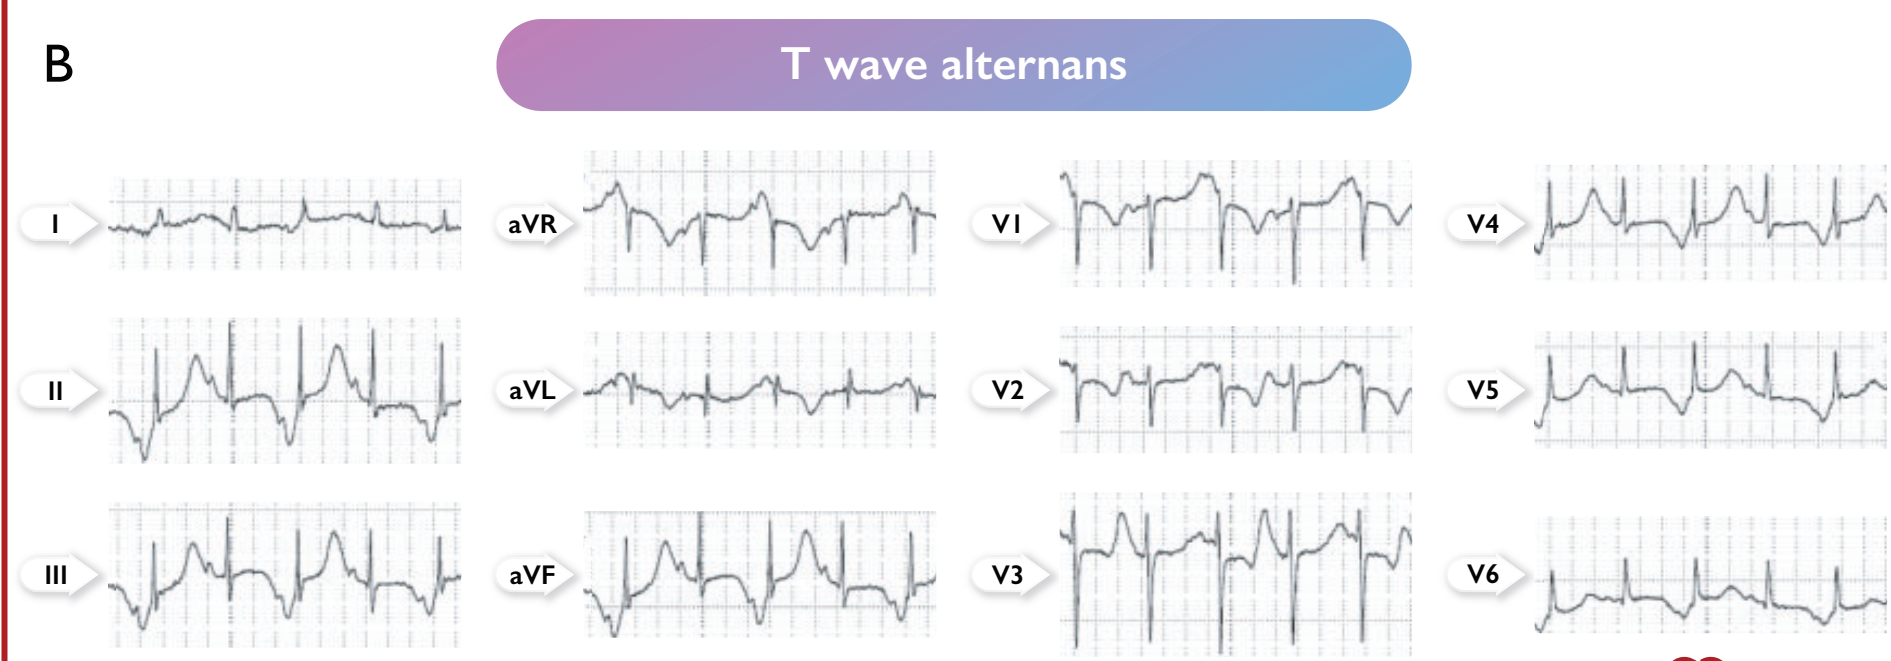 B
T wave alternans
I
aVR
V1
V4
II
aVL
V2
V5
III
aVF
V3
V6